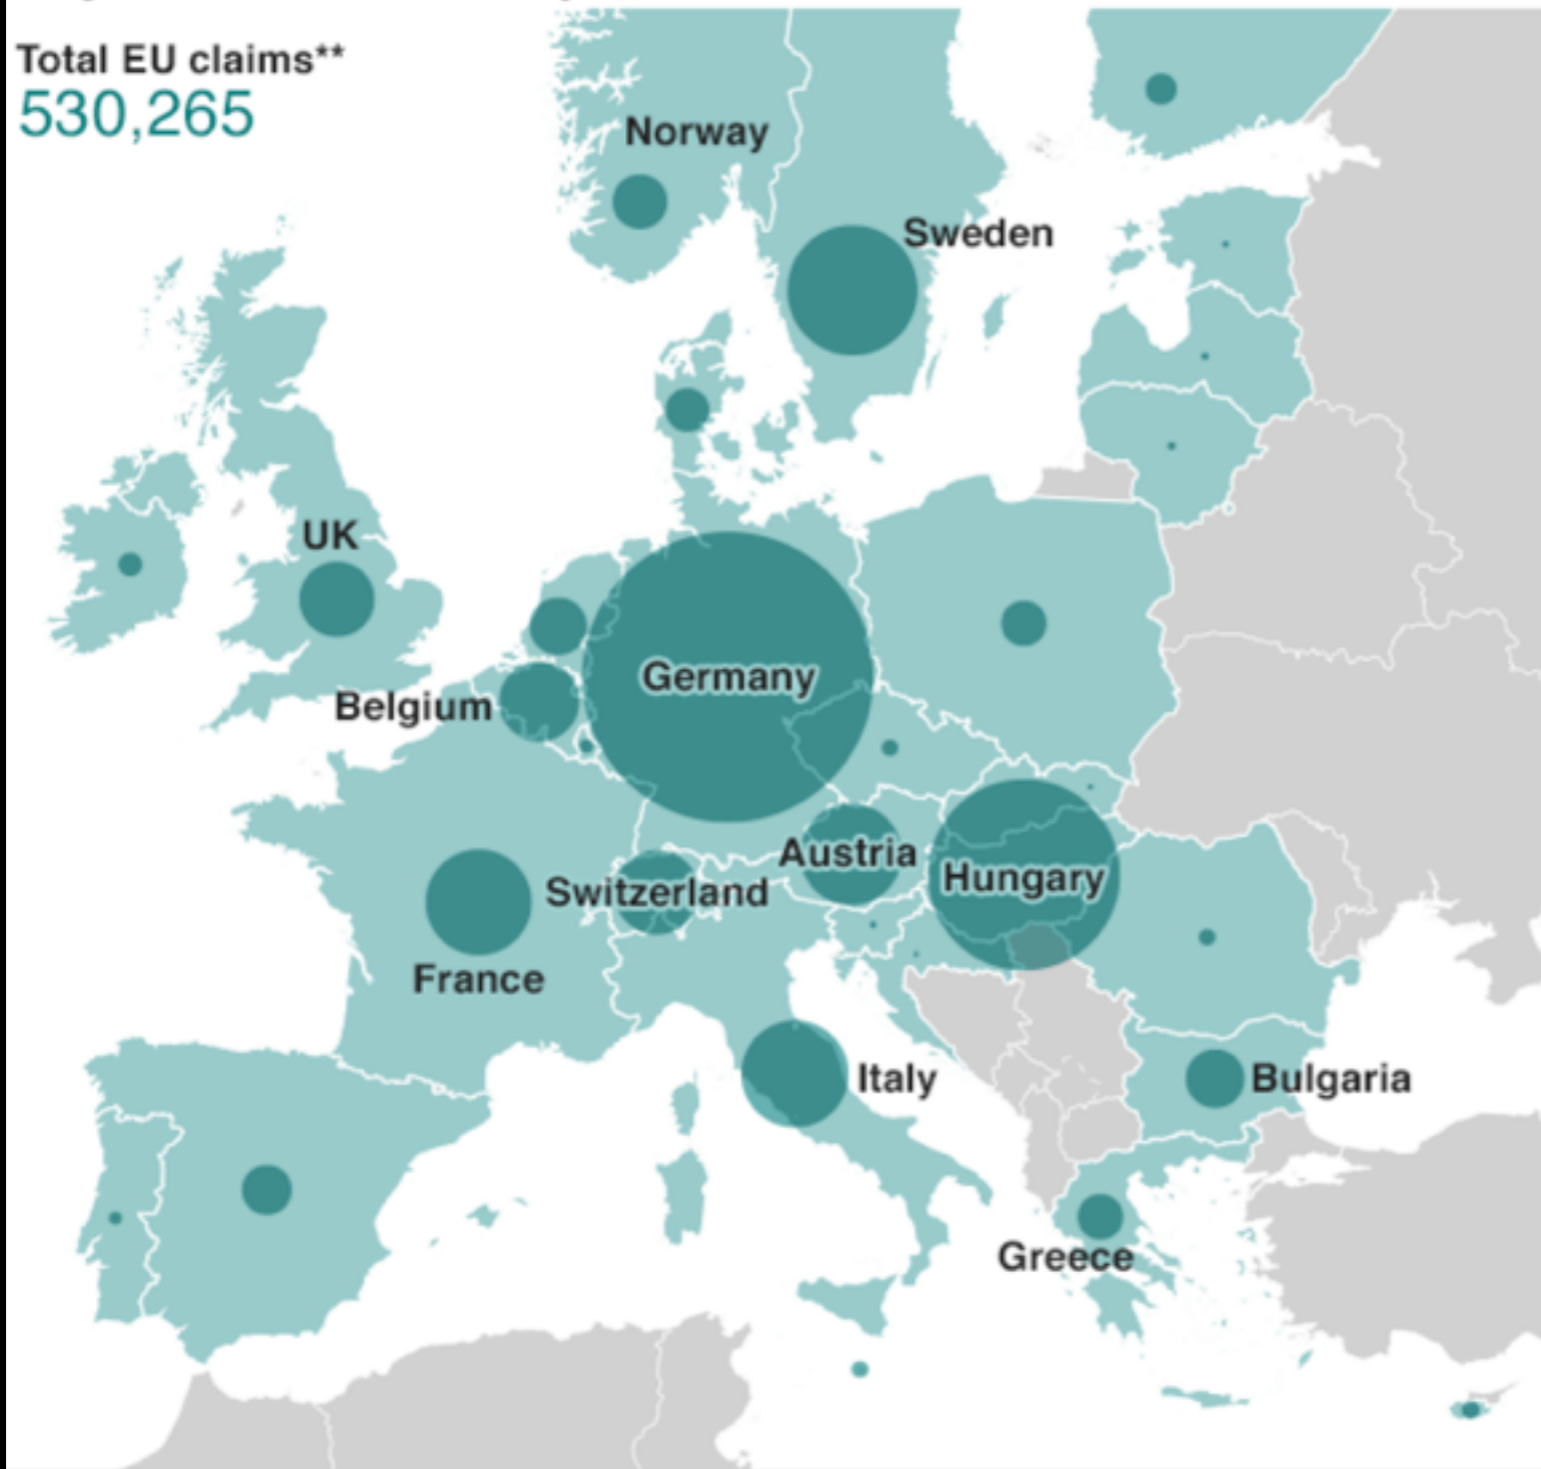 Total EU claims**
530,265
Norway
Sweden
UK
Germany
Belgium
Austria
Hungary
Switzerland
France
Italy
Bulgaria
Greece